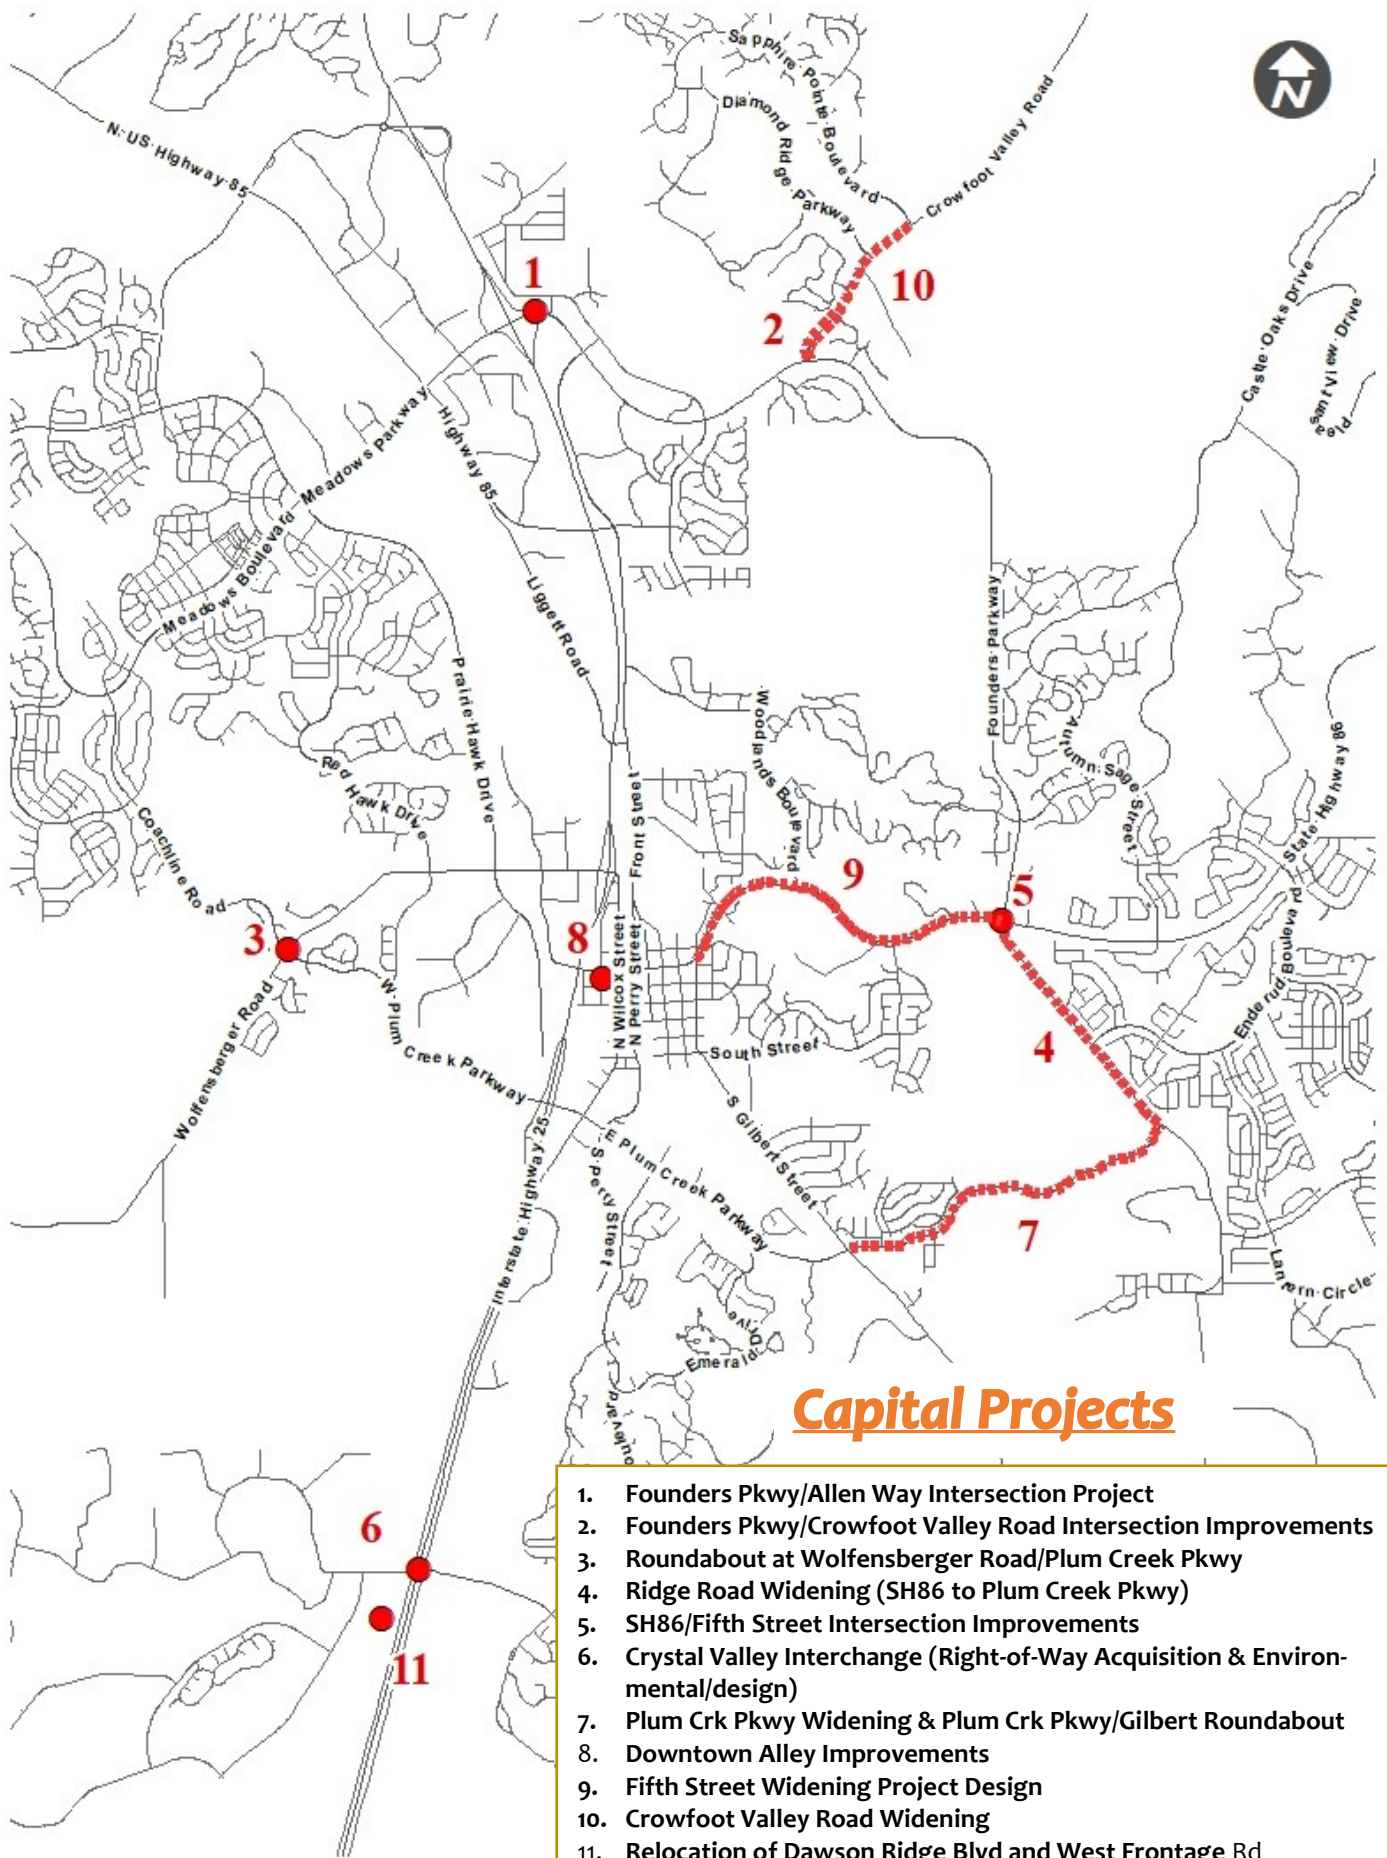 N
Sapphire Pointe Boulevard
Diamond Ridge Parkway
Crowfoot Valley Road
N US Highway 85
1
10
2
Castle Oaks Drive
Pleasant View Drive
Meadows Parkway
Highway 85
Meadows Boulevard
Liggett Road
Founders Parkway
Prairie Hawk Drive
Woodlands Boulevard
Autumn Sage Street
State Highway 86
Red Hawk Drive
Front Street
Coachline Road
9
5
3
8
N Wilcox Street
N Perry Street
Enderud Boulevard
W Plum Creek Parkway
Wolfensberger Road
South Street
4
S Gilbert Street
E Plum Creek Parkway
S Perry Street
Interstate Highway 25
7
Lantern Circle
Emerald Drive
oulevard
Capital Projects
6
11
1. Founders Pkwy/Allen Way Intersection Project
2. Founders Pkwy/Crowfoot Valley Road Intersection Improvements
3. Roundabout at Wolfensberger Road/Plum Creek Pkwy
4. Ridge Road Widening (SH86 to Plum Creek Pkwy)
5. SH86/Fifth Street Intersection Improvements
6. Crystal Valley Interchange (Right-of-Way Acquisition & Environ-
mental/design)
7. Plum Crk Pkwy Widening & Plum Crk Pkwy/Gilbert Roundabout
8. Downtown Alley Improvements
9. Fifth Street Widening Project Design
10. Crowfoot Valley Road Widening
11. Relocation of Dawson Ridge Blvd and West Frontage Rd